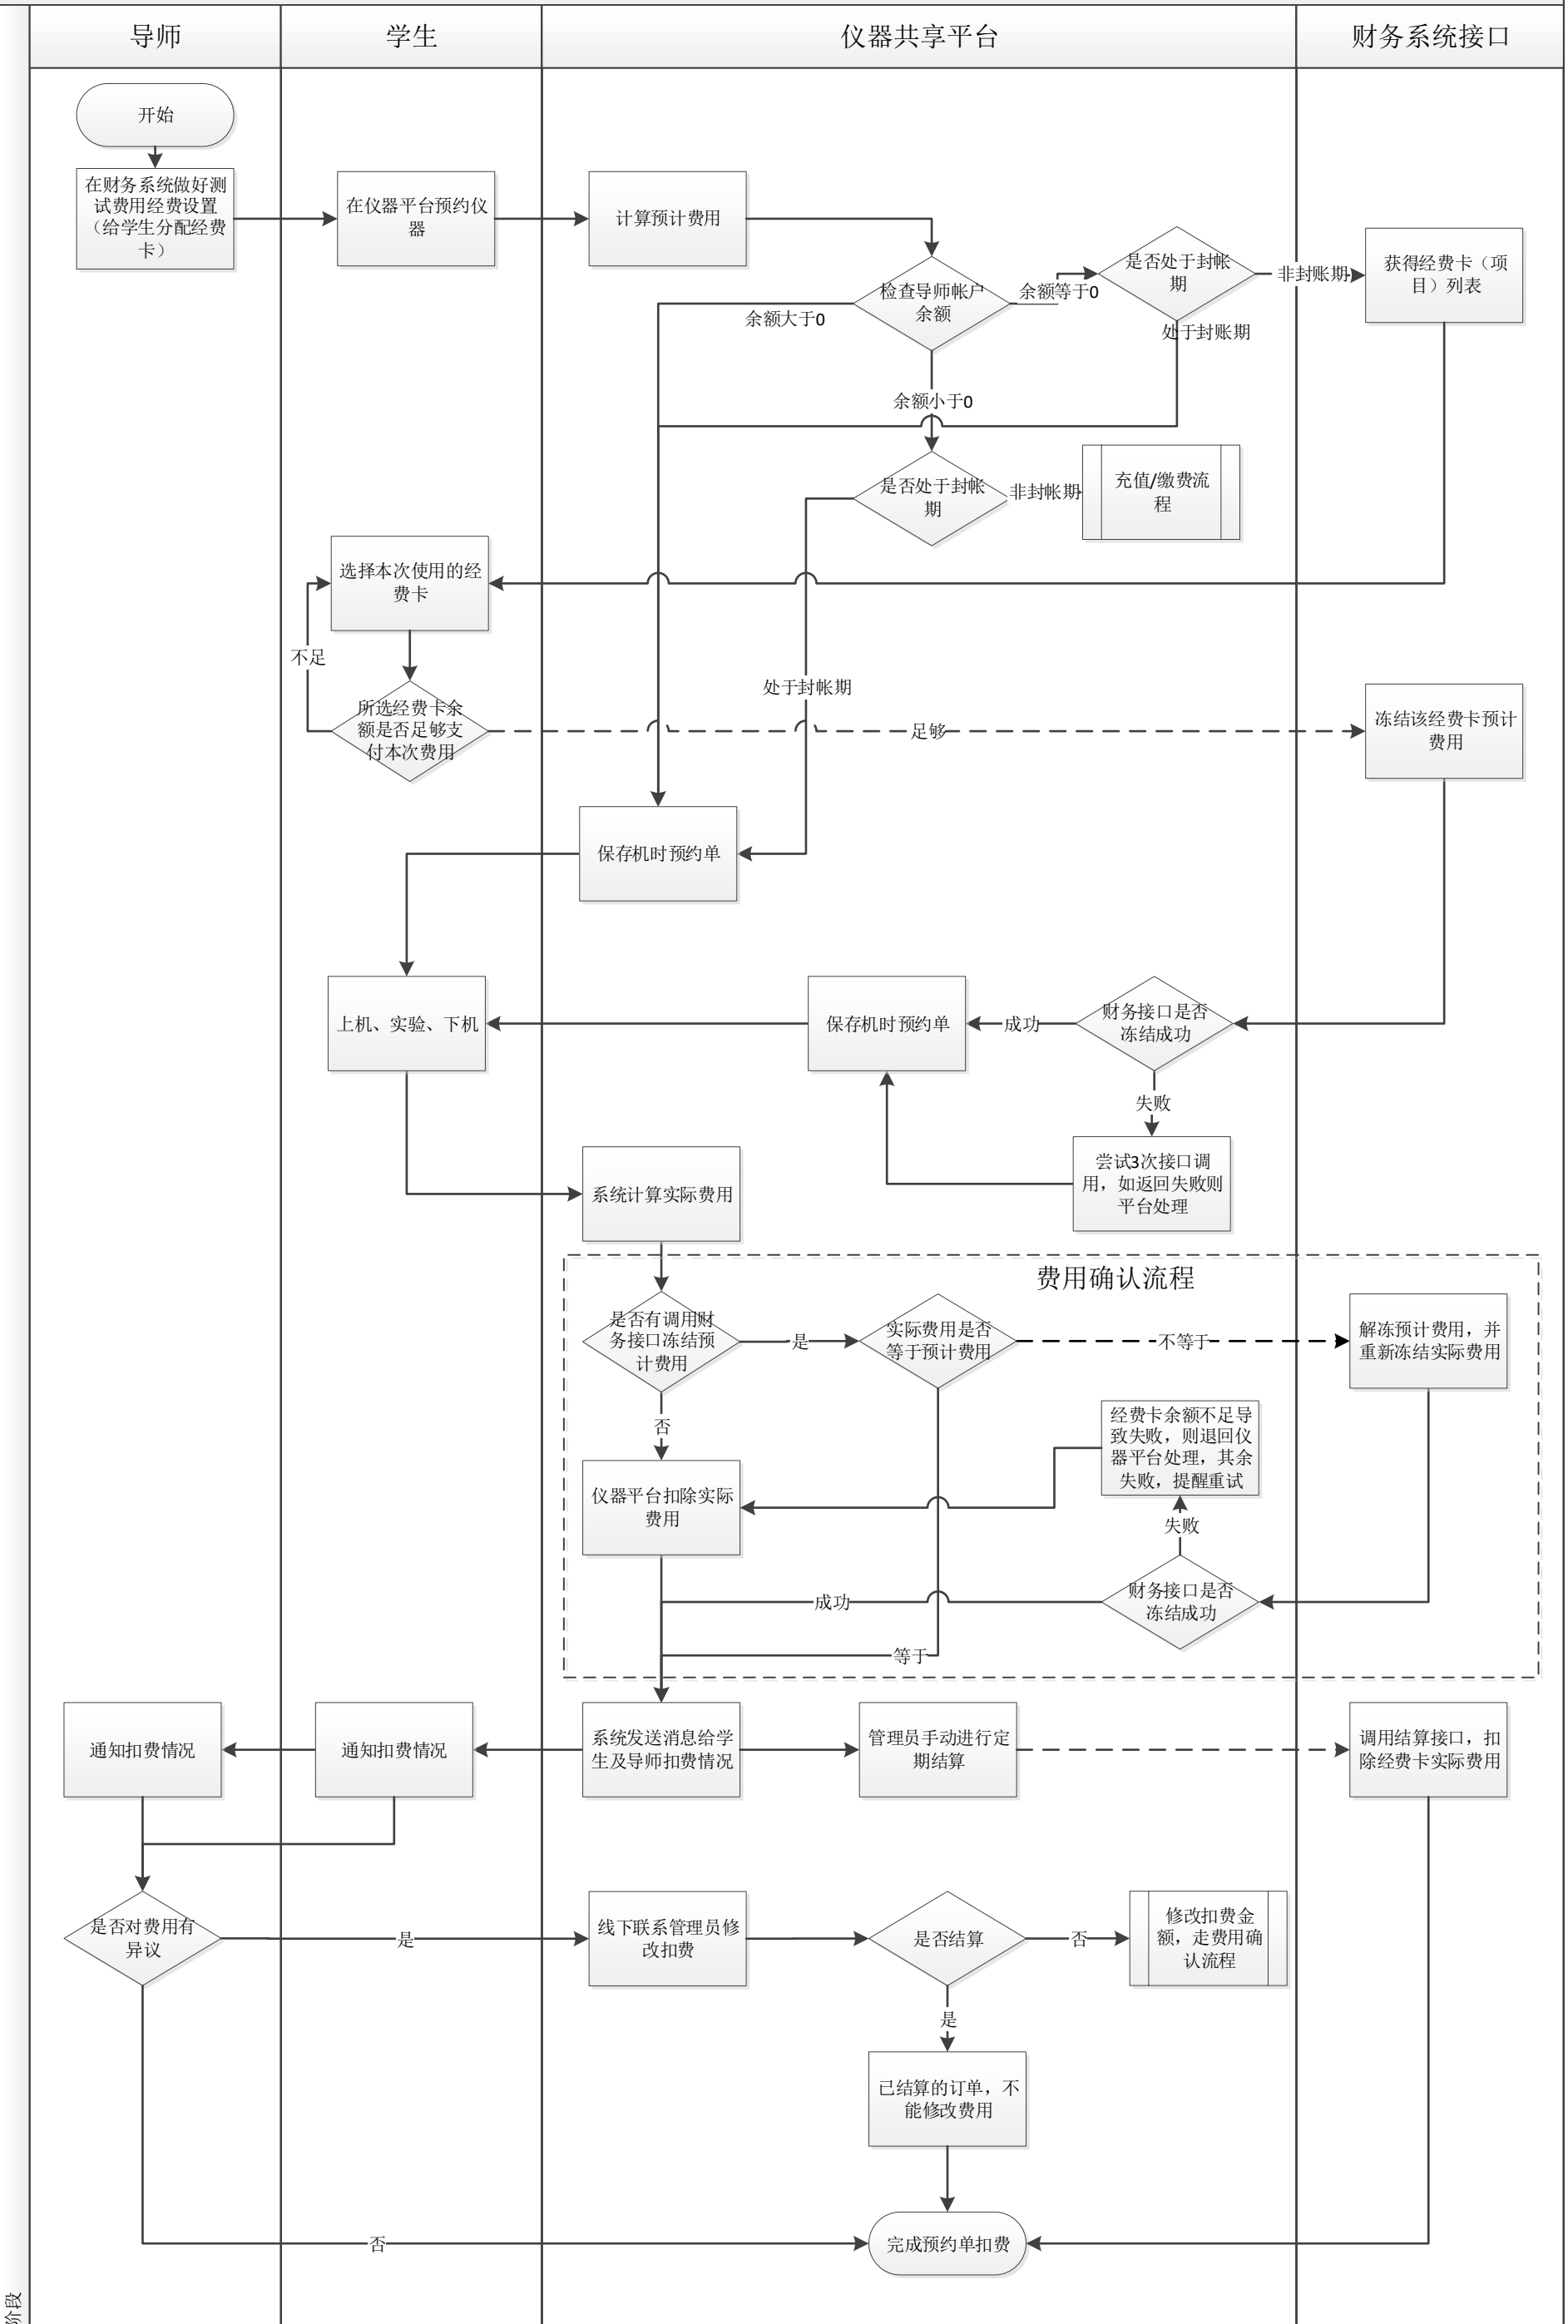 导师
学生
仪器共享平台
财务系统接口
开始
在财务系统做好测
试费用经费设置
（给学生分配经费
卡）
在仪器平台预约仪
器
计算预计费用
检查导师帐户
余额
余额等于0
余额大于0
余额小于0
是否处于封帐
期
非封账期
处于封账期
获得经费卡（项
目）列表
是否处于封帐
期
非封帐期
充值/缴费流
程
处于封帐期
选择本次使用的经
费卡
不足
所选经费卡余
额是否足够支
付本次费用
足够
冻结该经费卡预计
费用
保存机时预约单
上机、实验、下机
保存机时预约单
成功
财务接口是否
冻结成功
失败
尝试3次接口调
用，如返回失败则
平台处理
系统计算实际费用
费用确认流程
是否有调用财
务接口冻结预
计费用
是
实际费用是否
等于预计费用
不等于
解冻预计费用，并
重新冻结实际费用
否
经费卡余额不足导
致失败，则退回仪
器平台处理，其余
失败，提醒重试
仪器平台扣除实际
费用
失败
成功
财务接口是否
冻结成功
等于
通知扣费情况
通知扣费情况
系统发送消息给学
生及导师扣费情况
管理员手动进行定
期结算
调用结算接口，扣
除经费卡实际费用
是否对费用有
异议
是
线下联系管理员修
改扣费
是否结算
否
修改扣费金
额，走费用确
认流程
是
已结算的订单，不
能修改费用
否
完成预约单扣费
阶段